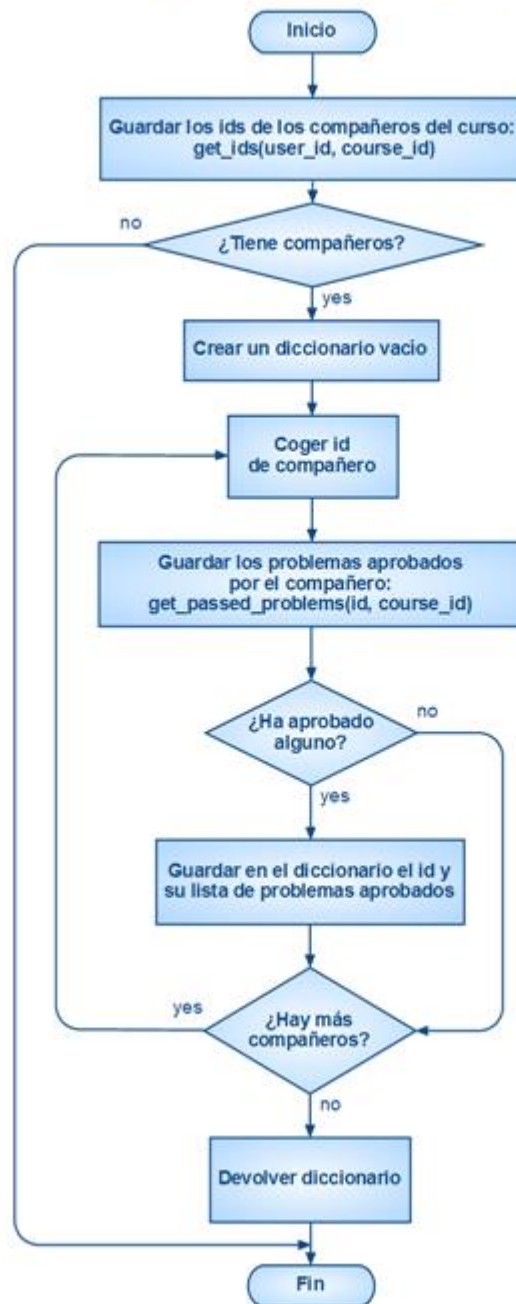 Inicio
Guardar los ids de los compañeros del curso:
get_ids(user_id, course_id)
no
¿Tiene compañeros?
yes
Crear un diccionario vacio
Coger id
de compañero
Guardar los problemas aprobados
por el compañero:
get_passed_problems(id, course_id)
¿Ha aprobado
alguno?
no
yes
Guardar en el diccionario el id y
su lista de problemas aprobados
yes
¿Hay más
compañeros?
no
Devolver diccionario
Fin